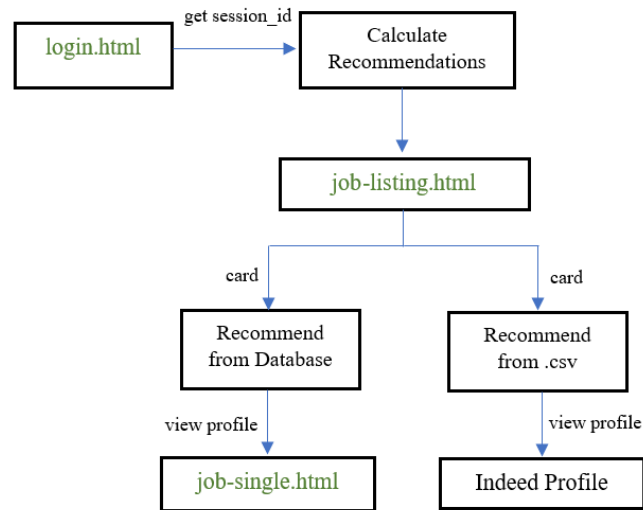 get session_id
login.html
Calculate
Recommendations
job-listing.html
card
card
Recommend
from Database
Recommend
from .csv
view profile
view profile
job-single.html
Indeed Profile